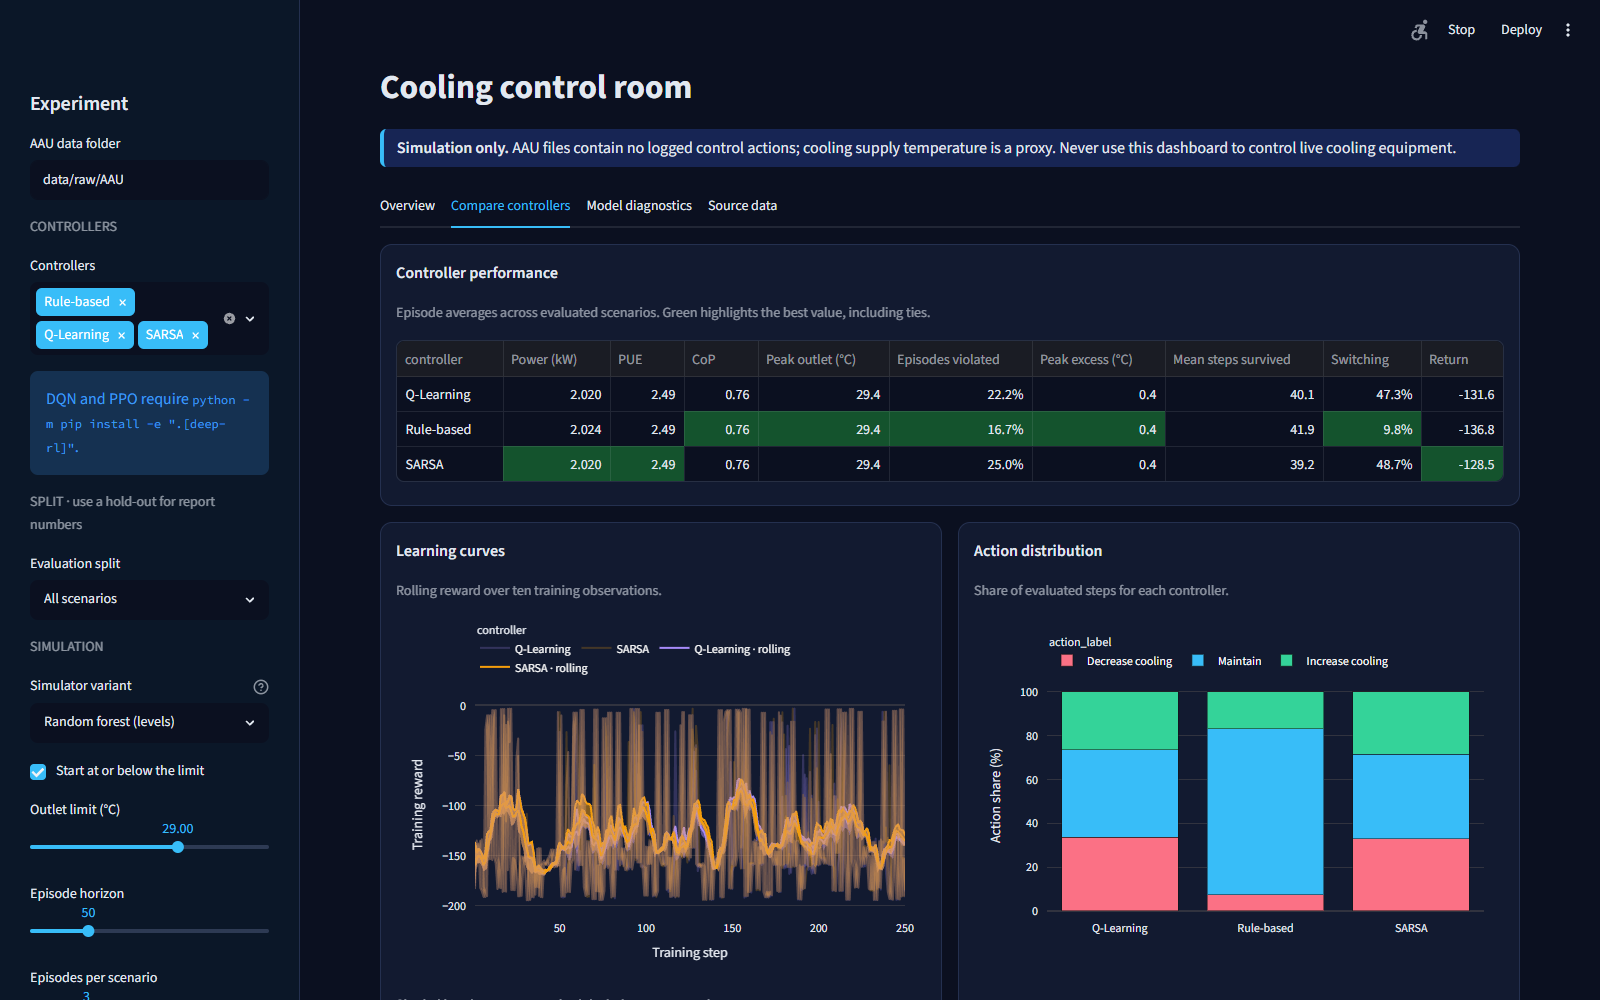 Stop
Deploy
Experiment
AAU data folder
data/raw/AAU
CONTROLLERS
Controllers
Rule-based ×
Q-Learning × SARSA ×
DQN and PPO require python -
m pip install -e ".[deep-
rl]".
SPLIT · use a hold-out for report
numbers
Evaluation split
All scenarios
SIMULATION
Simulator variant
Random forest (levels)
Start at or below the limit
Outlet limit (°C)
29.00
Episode horizon
50
Episodes per scenario
3
Cooling control room
Simulation only. AAU files contain no logged control actions; cooling supply temperature is a proxy. Never use this dashboard to control live cooling equipment.
Overview Compare controllers Model diagnostics Source data
Controller performance
Episode averages across evaluated scenarios. Green highlights the best value, including ties.
controller Power (kW) PUE CoP Peak outlet (°C) Episodes violated Peak excess (°C) Mean steps survived Switching Return
Q-Learning 2.020 2.49 0.76 29.4 22.2% 0.4 40.1 47.3% -131.6
Rule-based 2.024 2.49 0.76 29.4 16.7% 0.4 41.9 9.8% -136.8
SARSA 2.020 2.49 0.76 29.4 25.0% 0.4 39.2 48.7% -128.5
Learning curves
Rolling reward over ten training observations.
controller
Q-Learning SARSA Q-Learning · rolling
SARSA · rolling
0
−50
−100
−150
−200
Training reward
50 100 150 200 250
Training step
Action distribution
Share of evaluated steps for each controller.
action_label
Decrease cooling Maintain Increase cooling
100
80
60
40
20
0
Action share (%)
Q-Learning Rule-based SARSA